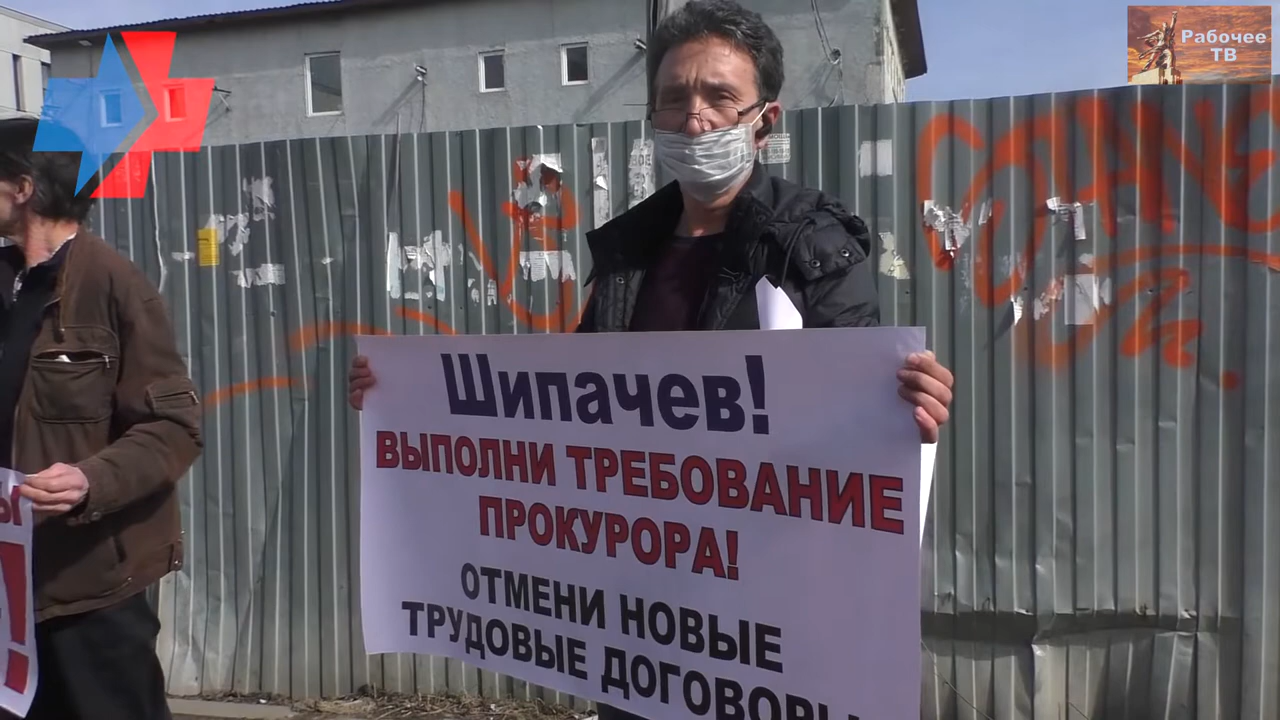 Рабочее
ТВ
Шипачев!
ВЫПОЛНИ ТРЕБОВАНИЕ
ПРОКУРОРА!
ОТМЕНИ НОВЫЕ
ТРУДОВЫЕ ДОГОВОРЫ